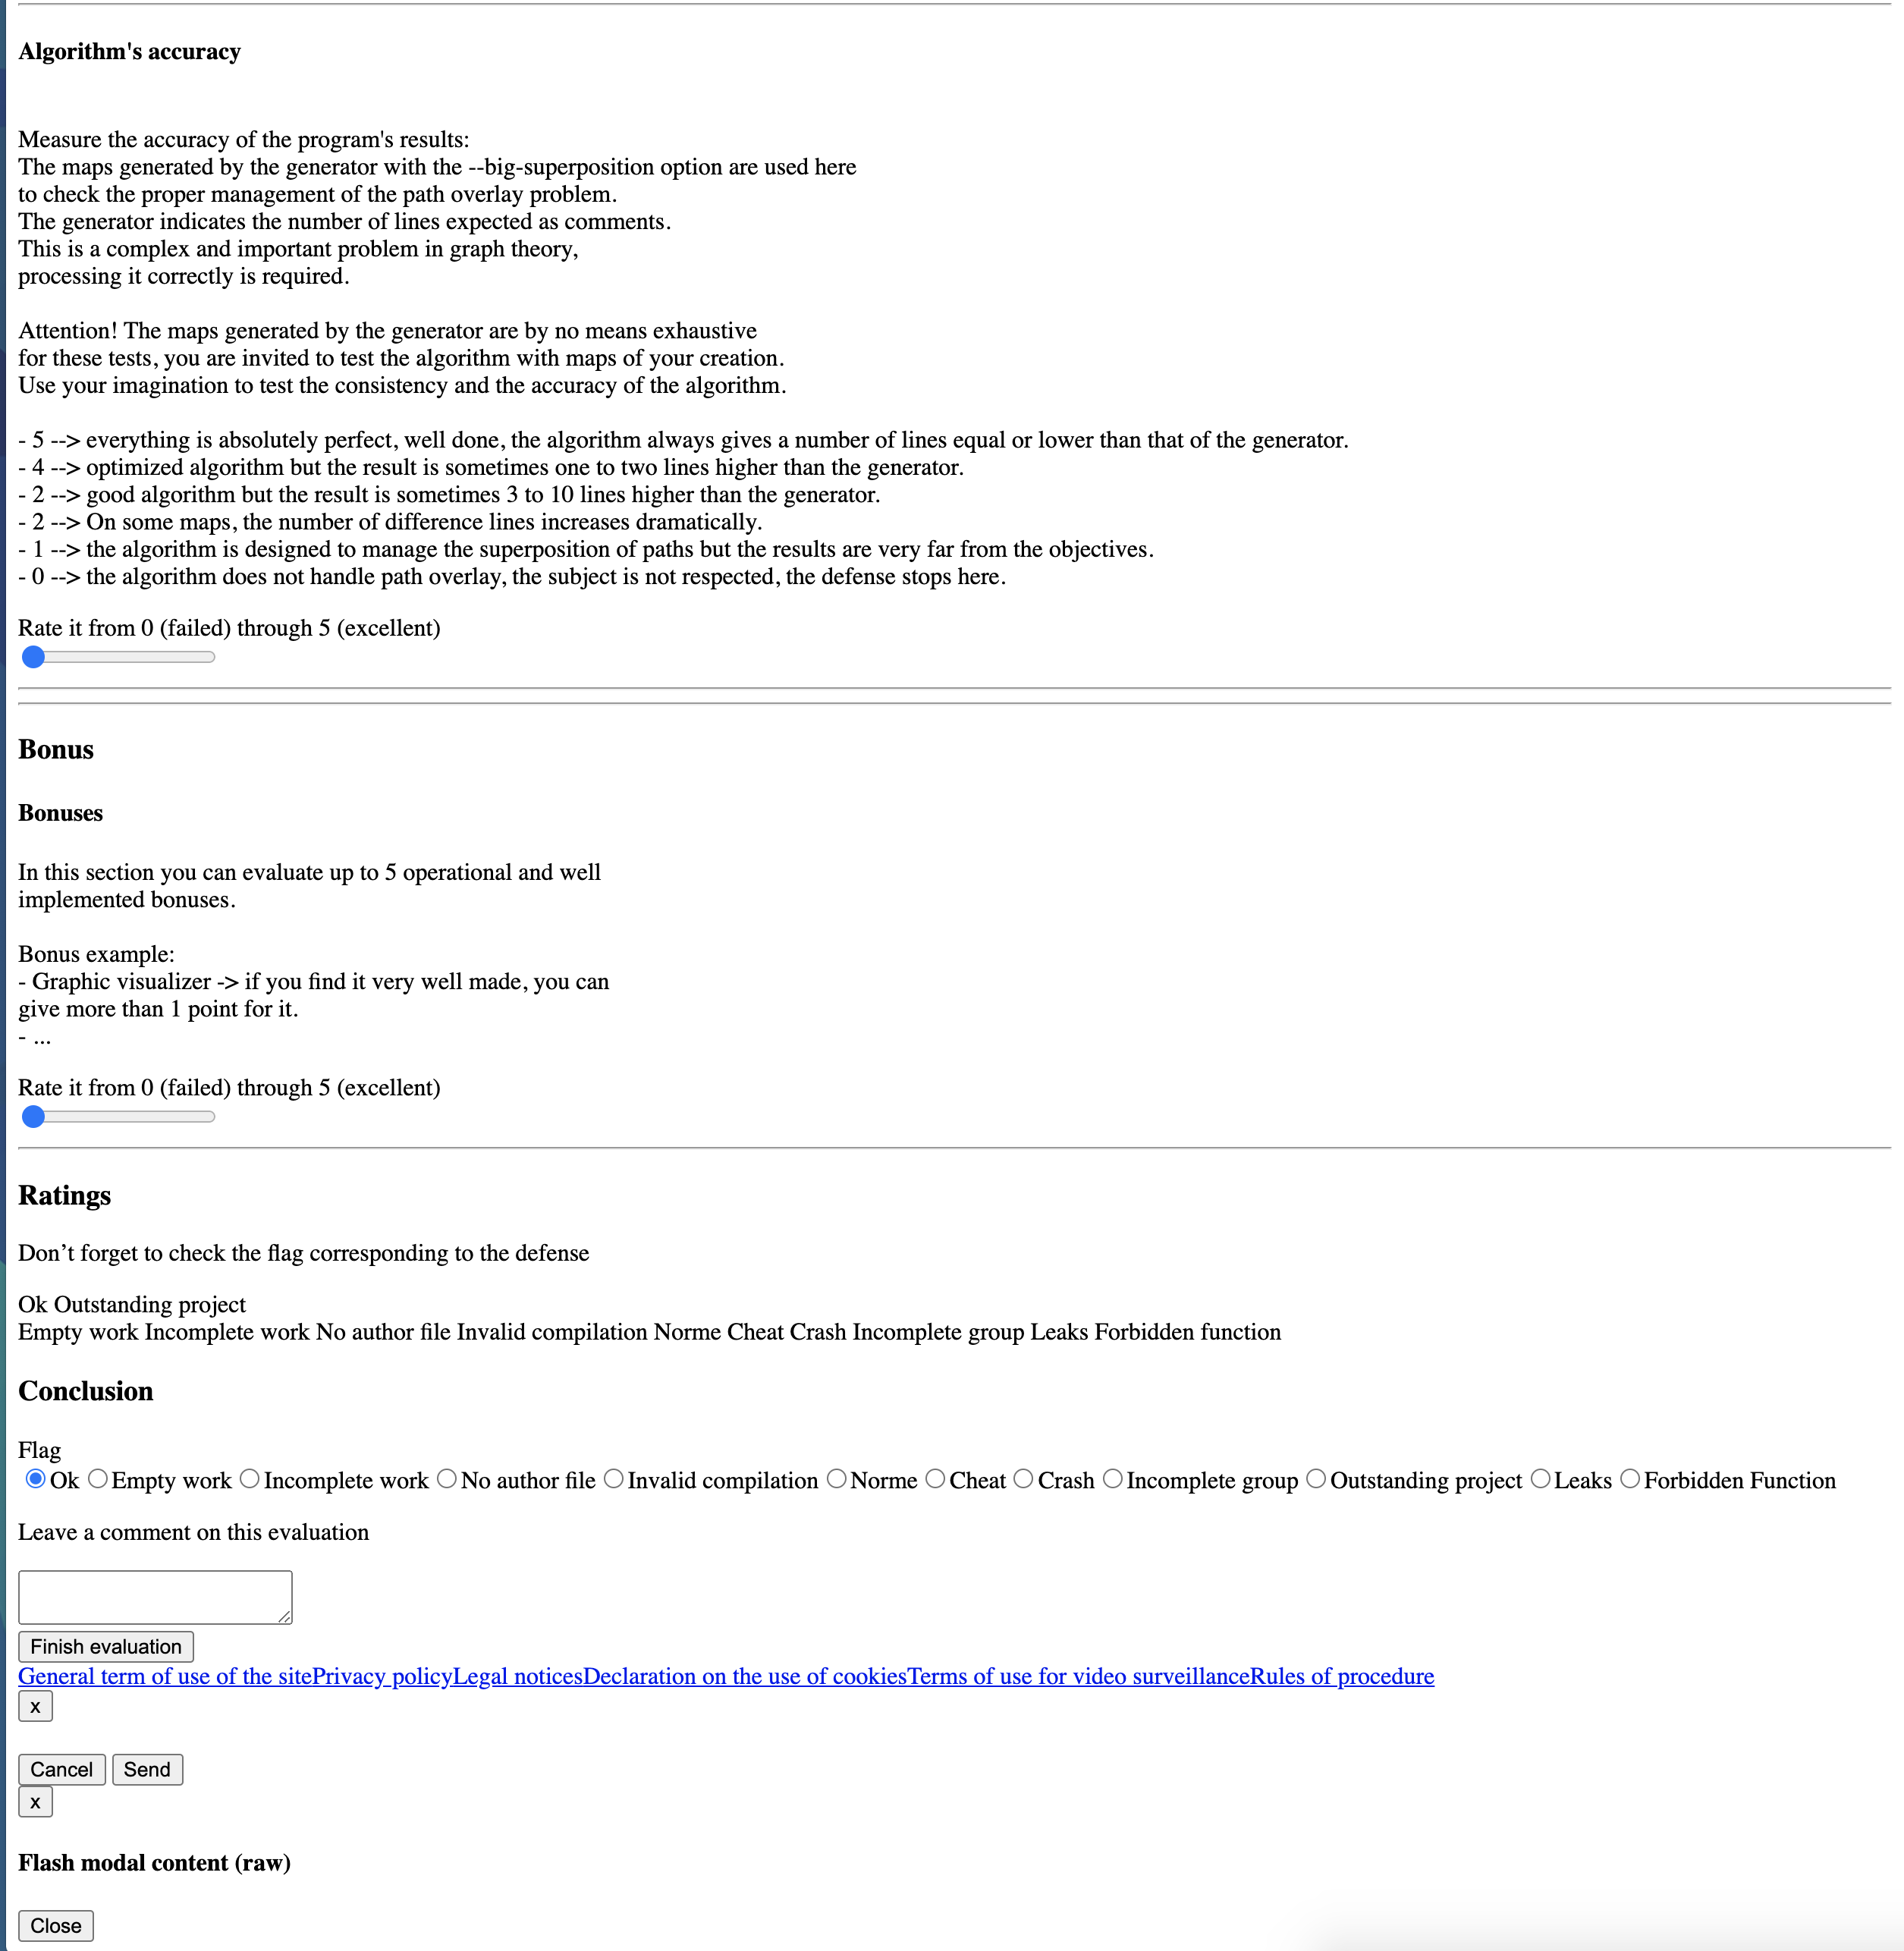 Algorithm's accuracy
Measure the accuracy of the program's results:
The maps generated by the generator with the --big-superposition option are used here
to check the proper management of the path overlay problem.
The generator indicates the number of lines expected as comments.
This is a complex and important problem in graph theory,
processing it correctly is required.
Attention! The maps generated by the generator are by no means exhaustive
for these tests, you are invited to test the algorithm with maps of your creation.
Use your imagination to test the consistency and the accuracy of the algorithm.
- 5 --> everything is absolutely perfect, well done, the algorithm always gives a number of lines equal or lower than that of the generator.
- 4 --> optimized algorithm but the result is sometimes one to two lines higher than the generator.
- 2 --> good algorithm but the result is sometimes 3 to 10 lines higher than the generator.
- 2 --> On some maps, the number of difference lines increases dramatically.
- 1 --> the algorithm is designed to manage the superposition of paths but the results are very far from the objectives.
- 0 --> the algorithm does not handle path overlay, the subject is not respected, the defense stops here.
Rate it from 0 (failed) through 5 (excellent)
Bonus
Bonuses
In this section you can evaluate up to 5 operational and well
implemented bonuses.
Bonus example:
- Graphic visualizer -> if you find it very well made, you can
give more than 1 point for it.
- ...
Rate it from 0 (failed) through 5 (excellent)
Ratings
Don’t forget to check the flag corresponding to the defense
Ok Outstanding project
Empty work Incomplete work No author file Invalid compilation Norme Cheat Crash Incomplete group Leaks Forbidden function
Conclusion
Flag
Ok Empty work Incomplete work No author file Invalid compilation Norme Cheat Crash Incomplete group Outstanding project Leaks Forbidden Function
Leave a comment on this evaluation
Finish evaluation
General term of use of the sitePrivacy policyLegal noticesDeclaration on the use of cookiesTerms of use for video surveillanceRules of procedure
x
Cancel Send
x
Flash modal content (raw)
Close